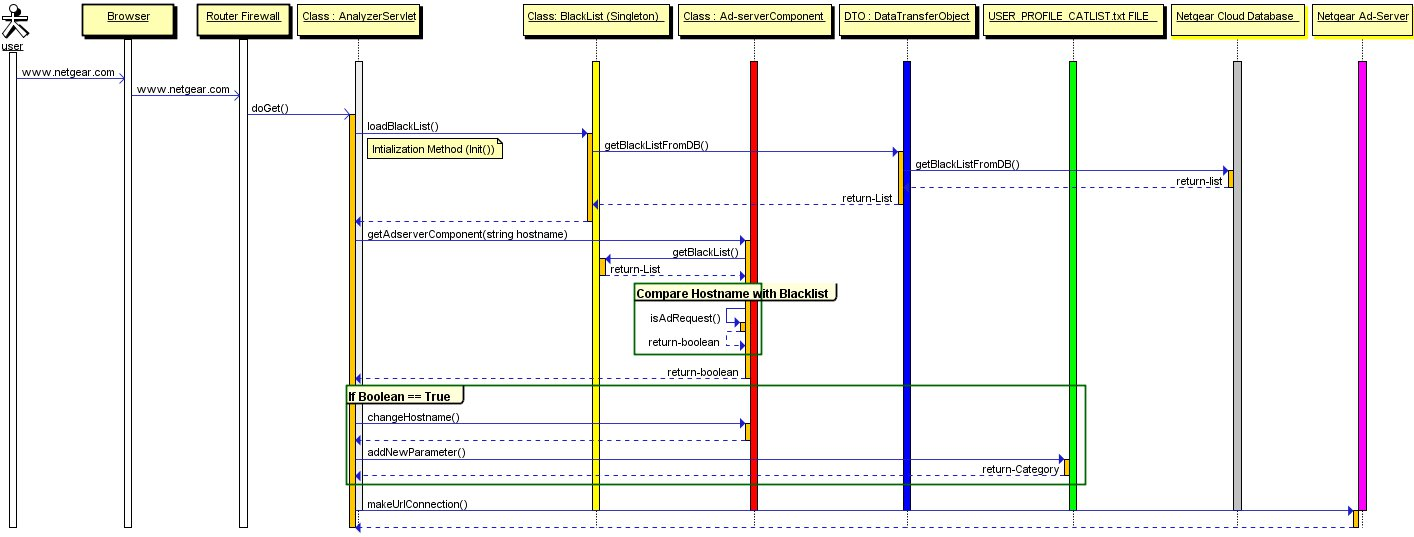 user
Browser
Router Firewall
Class : AnalyzerServlet
Class: BlackList (Singleton)
Class : Ad-serverComponent
DTO : DataTransferObject
USER_PROFILE_CATLIST.txt FILE
Netgear Cloud Database
Netgear Ad-Server
www.netgear.com
www.netgear.com
doGet()
loadBlackList()
Intialization Method (Init())
getBlackListFromDB()
getBlackListFromDB()
return-list
return-List
getAdserverComponent(string hostname)
getBlackList()
return-List
Compare Hostname with Blacklist
isAdRequest()
return-boolean
return-boolean
If Boolean == True
changeHostname()
addNewParameter()
return-Category
makeUrlConnection()